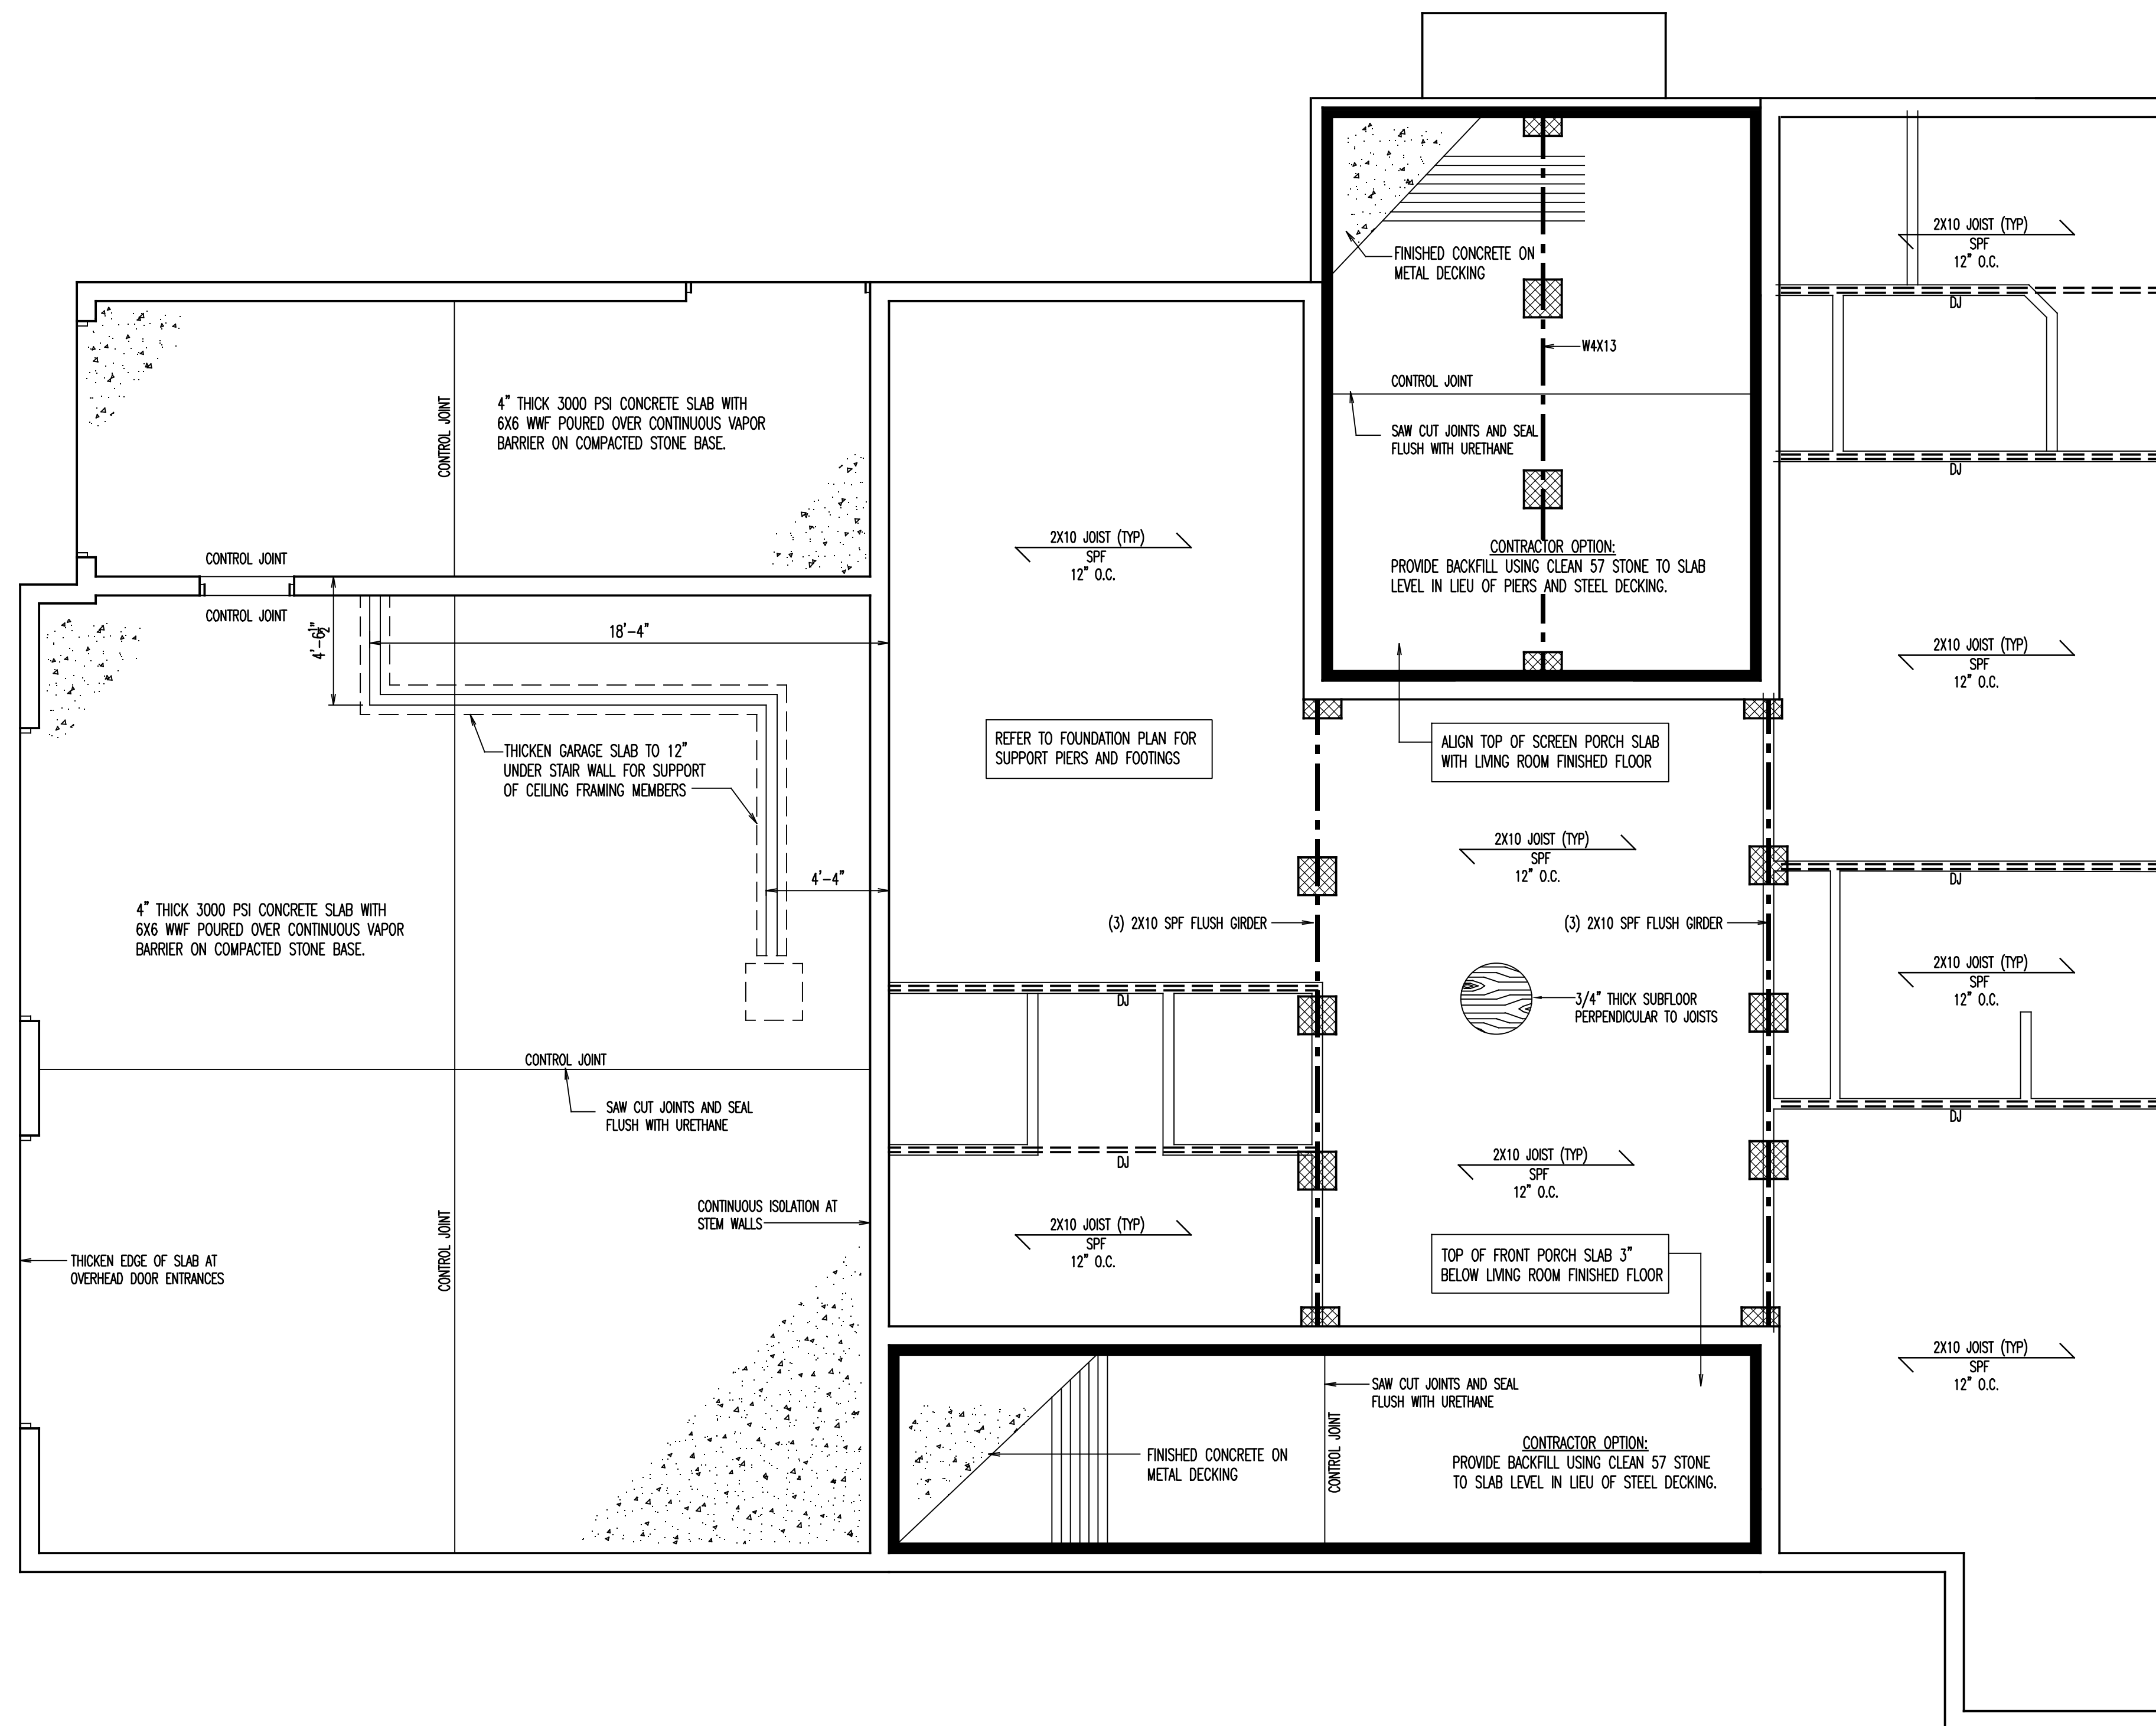 2X10 JOIST (TYP)
SPF
12" O.C.
FINISHED CONCRETE ON
METAL DECKING
DJ
W4X13
CONTROL JOINT
CONTROL JOINT
4" THICK 3000 PSI CONCRETE SLAB WITH
6X6 WWF POURED OVER CONTINUOUS VAPOR
BARRIER ON COMPACTED STONE BASE.
SAW CUT JOINTS AND SEAL
FLUSH WITH URETHANE
DJ
2X10 JOIST (TYP)
SPF
12" O.C.
CONTRACTOR OPTION:
PROVIDE BACKFILL USING CLEAN 57 STONE TO SLAB
LEVEL IN LIEU OF PIERS AND STEEL DECKING.
CONTROL JOINT
CONTROL JOINT
4'-6½"
18'-4"
2X10 JOIST (TYP)
SPF
12" O.C.
THICKEN GARAGE SLAB TO 12"
UNDER STAIR WALL FOR SUPPORT
OF CEILING FRAMING MEMBERS
REFER TO FOUNDATION PLAN FOR
SUPPORT PIERS AND FOOTINGS
ALIGN TOP OF SCREEN PORCH SLAB
WITH LIVING ROOM FINISHED FLOOR
2X10 JOIST (TYP)
SPF
12" O.C.
4'-4"
DJ
4" THICK 3000 PSI CONCRETE SLAB WITH
6X6 WWF POURED OVER CONTINUOUS VAPOR
BARRIER ON COMPACTED STONE BASE.
(3) 2X10 SPF FLUSH GIRDER
(3) 2X10 SPF FLUSH GIRDER
2X10 JOIST (TYP)
SPF
12" O.C.
DJ
3/4" THICK SUBFLOOR
PERPENDICULAR TO JOISTS
CONTROL JOINT
SAW CUT JOINTS AND SEAL
FLUSH WITH URETHANE
DJ
DJ
2X10 JOIST (TYP)
SPF
12" O.C.
CONTROL JOINT
CONTINUOUS ISOLATION AT
STEM WALLS
2X10 JOIST (TYP)
SPF
12" O.C.
THICKEN EDGE OF SLAB AT
OVERHEAD DOOR ENTRANCES
TOP OF FRONT PORCH SLAB 3"
BELOW LIVING ROOM FINISHED FLOOR
2X10 JOIST (TYP)
SPF
12" O.C.
SAW CUT JOINTS AND SEAL
FLUSH WITH URETHANE
CONTROL JOINT
FINISHED CONCRETE ON
METAL DECKING
CONTRACTOR OPTION:
PROVIDE BACKFILL USING CLEAN 57 STONE
TO SLAB LEVEL IN LIEU OF STEEL DECKING.